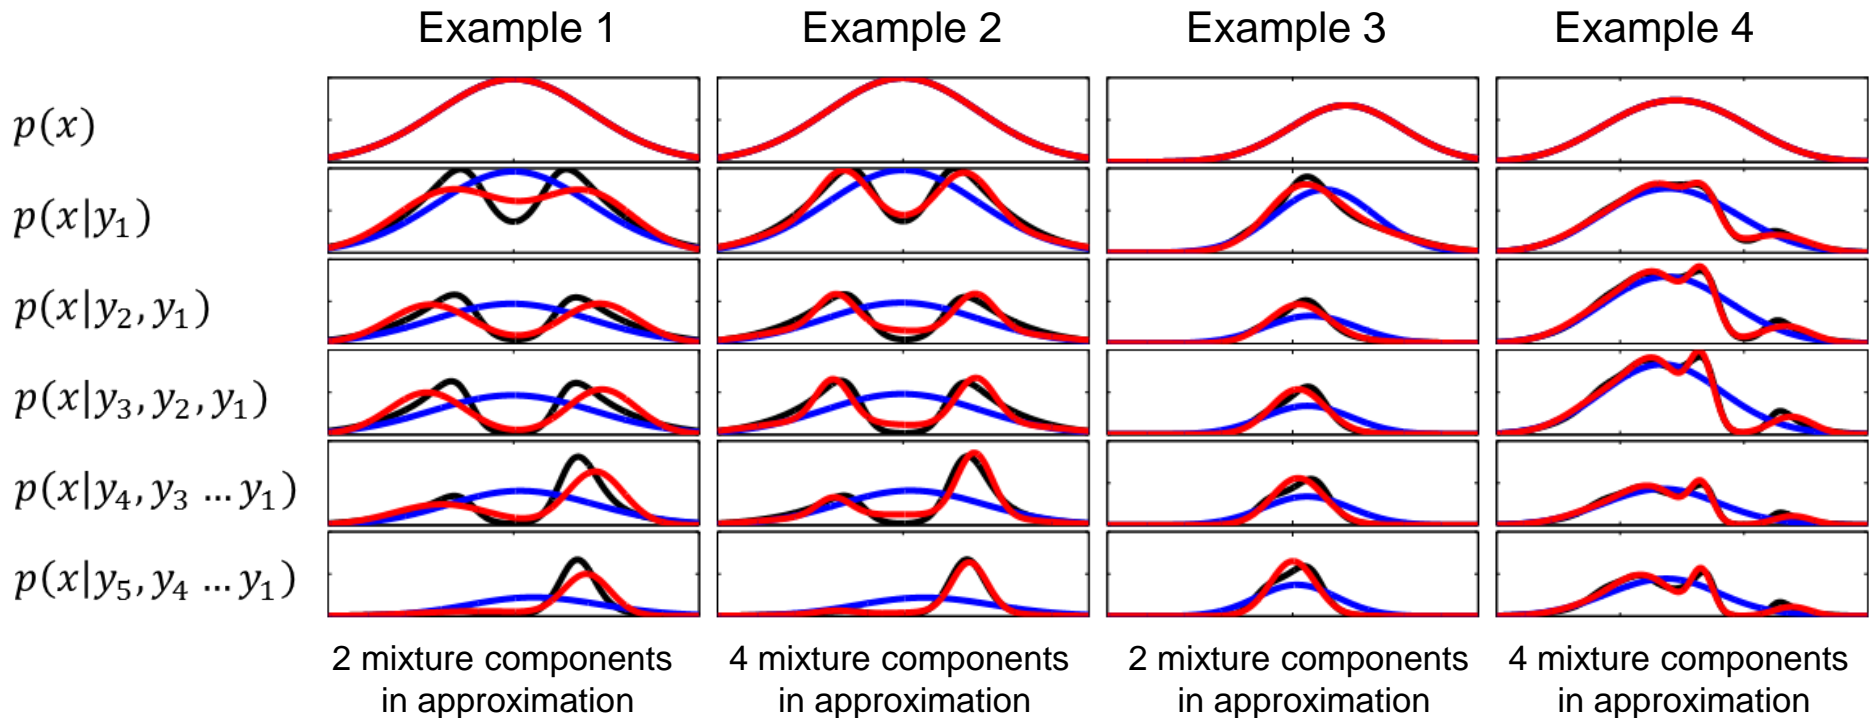 Example 1 Example 2 Example 3 Example 4
p(x)
p(x|y₁)
p(x|y₂, y₁)
p(x|y₃, y₂, y₁)
p(x|y₄, y₃ … y₁)
p(x|y₅, y₄ … y₁)
2 mixture components 4 mixture components 2 mixture components 4 mixture components
in approximation in approximation in approximation in approximation